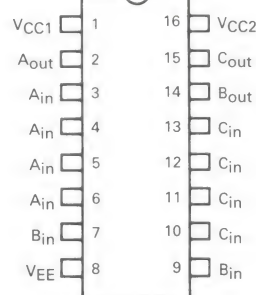 VCC1 1 16 VCC2
Aout 2 15 Cout
Ain 3 14 Bout
Ain 4 13 Cin
Ain 5 12 Cin
Ain 6 11 Cin
Bin 7 10 Cin
VEE 8 9 Bin